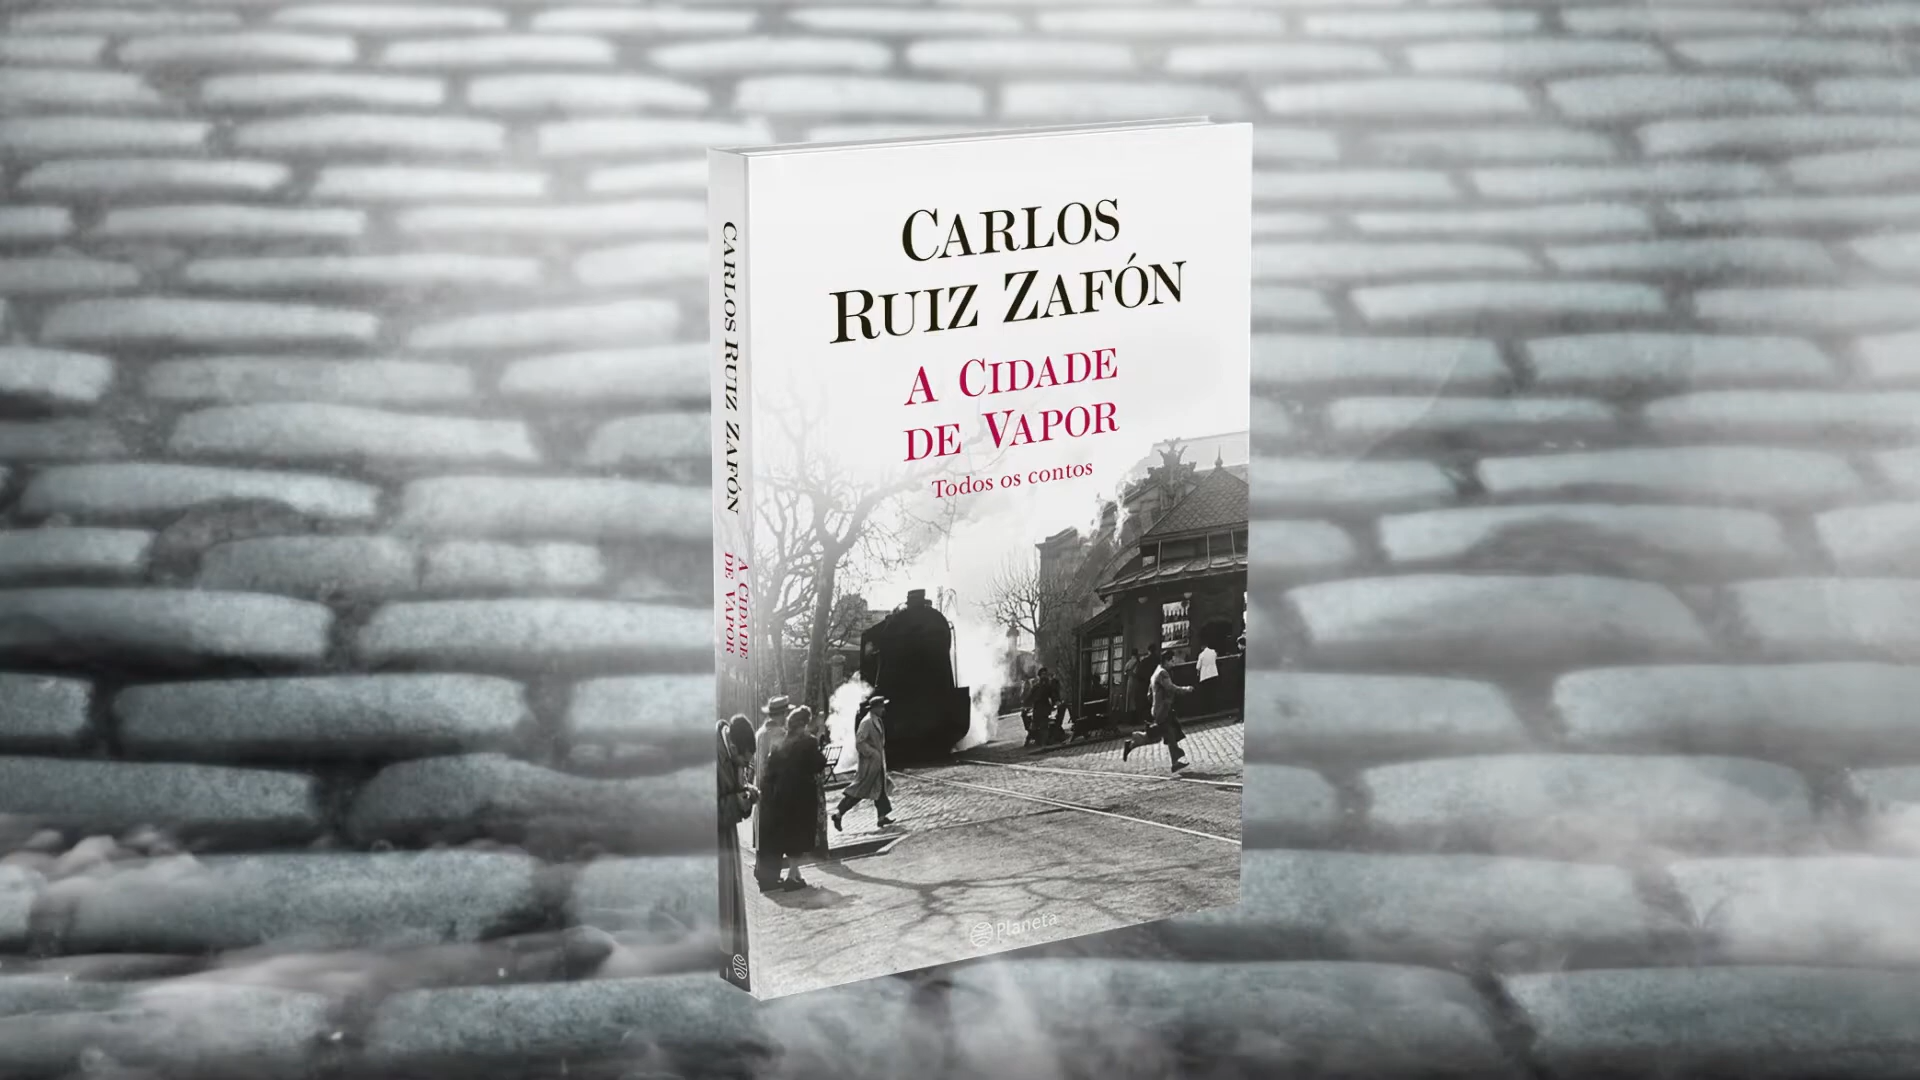 CARLOS RUIZ ZAFÓN
A CIDADE
DE VAPOR
CARLOS
RUIZ ZAFÓN
A CIDADE
DE VAPOR
Todos os contos
Planeta